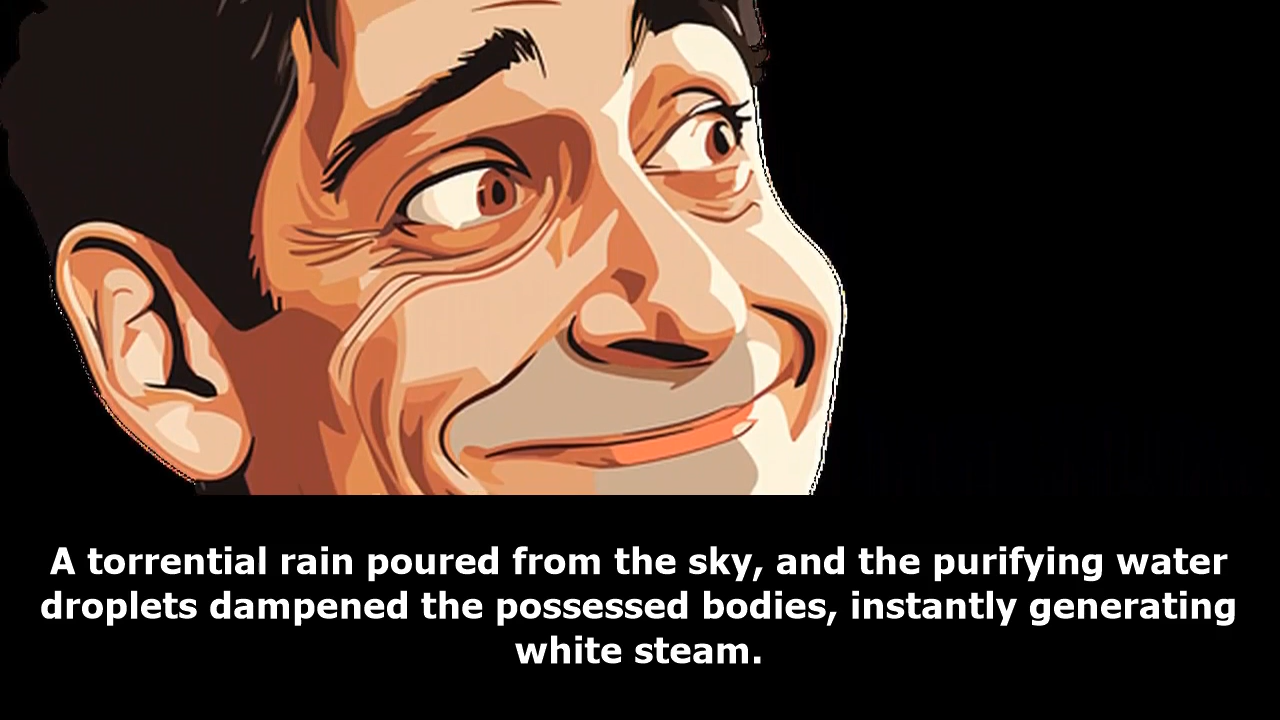 A torrential rain poured from the sky, and the purifying water
droplets dampened the possessed bodies, instantly generating
white steam.